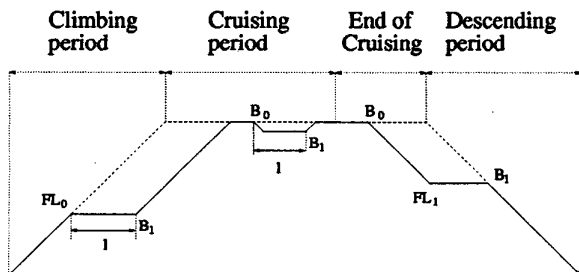 Climbing period
Cruising period
End of Cruising
Descending period
B0
B0
B1
l
FL0
B1
l
FL1
B1